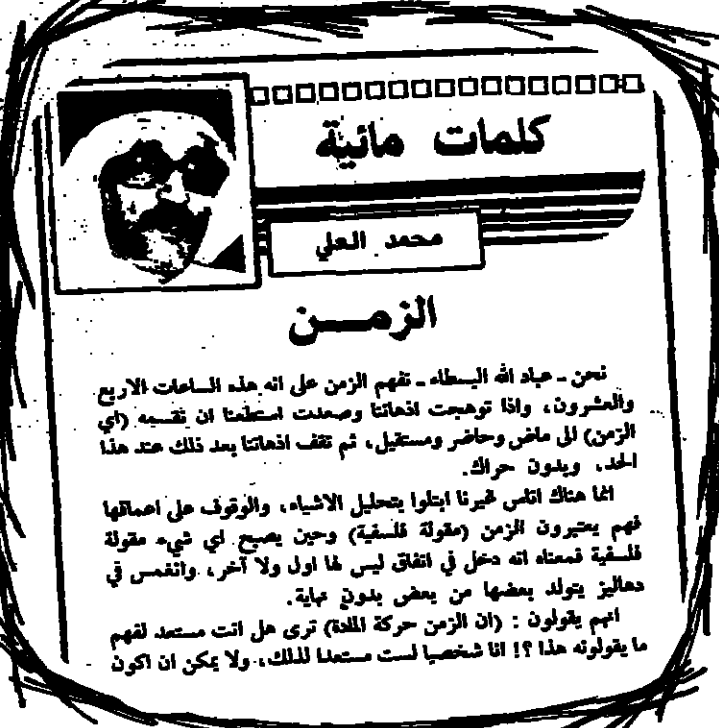 كلمات مائية
محمد العلي
الزمـــن
نحن ـ عباد الله البسطاء ـ نفهم الزمن على انه هذه الساعات الاربع
والعشرون، واذا توهجت اذهاننا وصعدت استطعنا ان نقسمه (اي
الزمن) الى ماض وحاضر ومستقبل، ثم تقف اذهاننا بعد ذلك عند هذا
الحد. وبدون حراك.
انما هناك اناس غيرنا ابتلوا بتحليل الاشياء، والوقوف على اعماقها
فهم يعتبرون الزمن (مقولة فلسفية) وحين يصبح اي شيء مقولة
فلسفية فمعناه انه دخل في انفاق ليس لها اول ولا آخر، وانغمس في
دهاليز يتولد بعضها من بعض بدون نهاية.
انهم يقولون : (ان الزمن حركة المادة) ترى هل انت مستعد لفهم
ما يقولونه هذا ؟! انا شخصيا لست مستعدا لذلك، ولا يمكن ان اكون